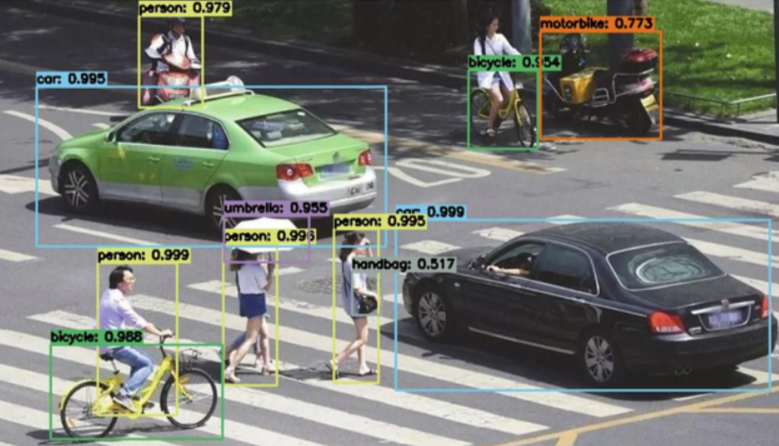 person: 0.979
motorbike: 0.773
bicycle: 0.954
car: 0.995
umbrella: 0.955
person: 0.995
car: 0.999
person: 0.996
person: 0.999
handbag: 0.517
bicycle: 0.988
20